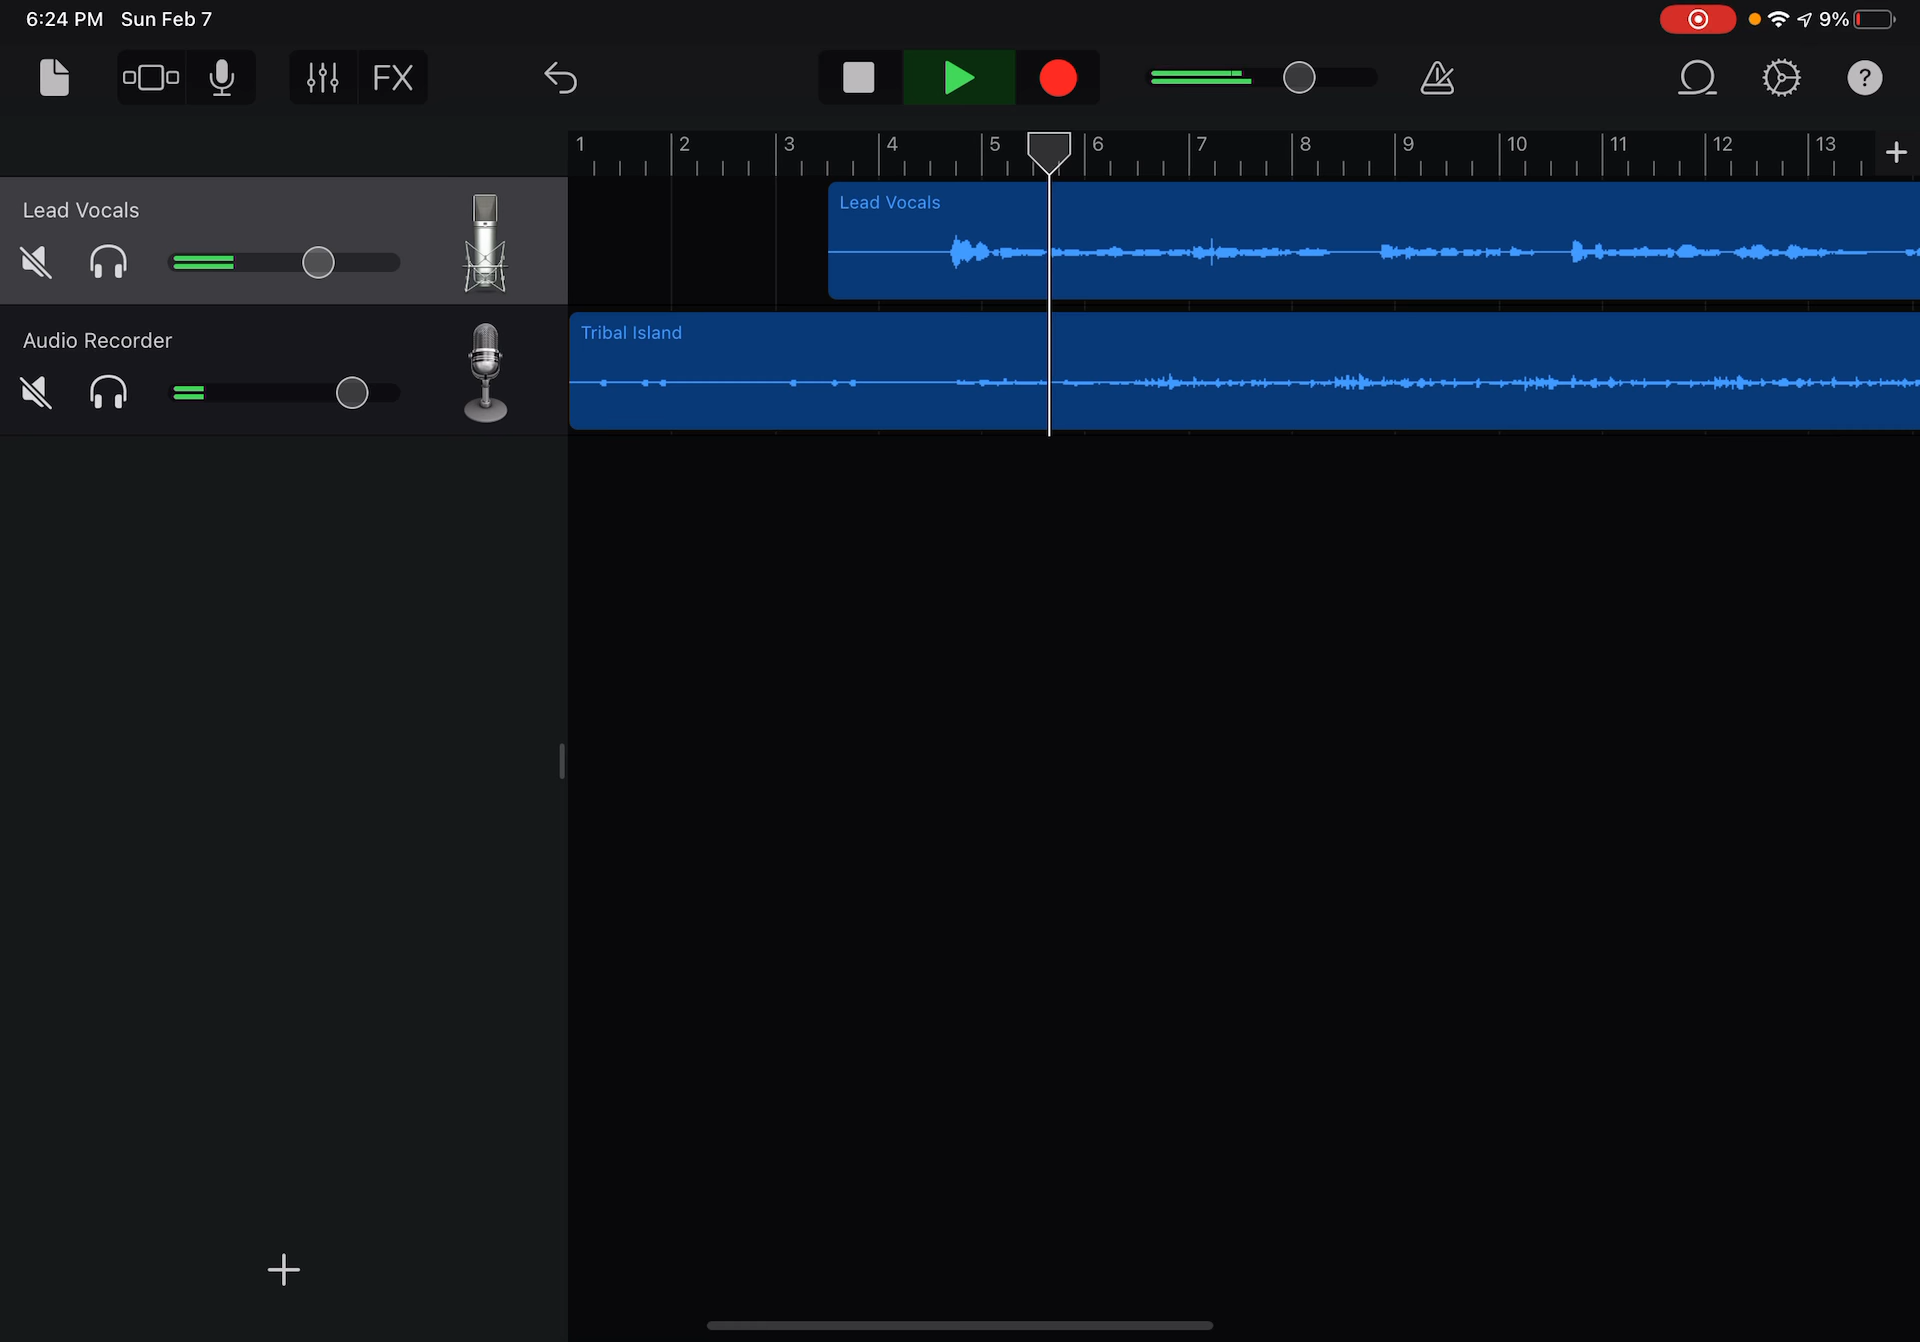 6:24 PM Sun Feb 7
9%
FX
?
1 2 3 4 5 6 7 8 9 10 11 12 13
Lead Vocals
Lead Vocals
Audio Recorder
Tribal Island